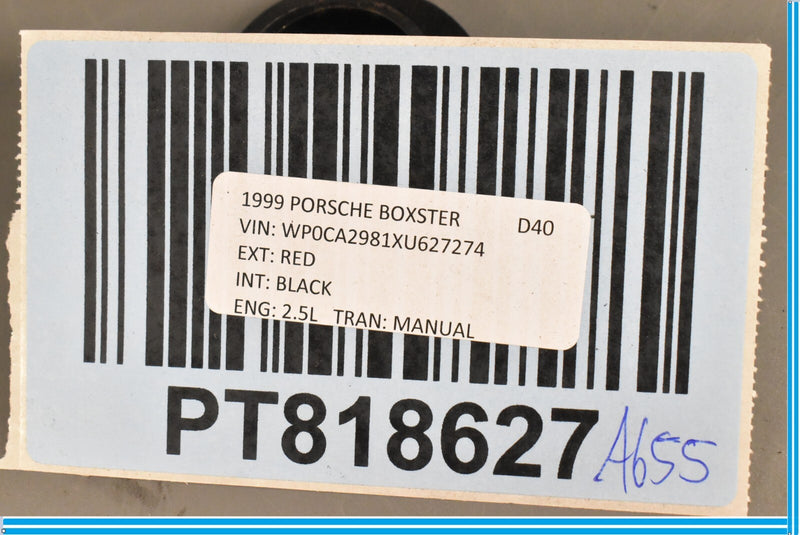 1999 PORSCHE BOXSTER D40
VIN: WP0CA2981XU627274
EXT: RED
INT: BLACK
ENG: 2.5L TRAN: MANUAL
PT818627
A655